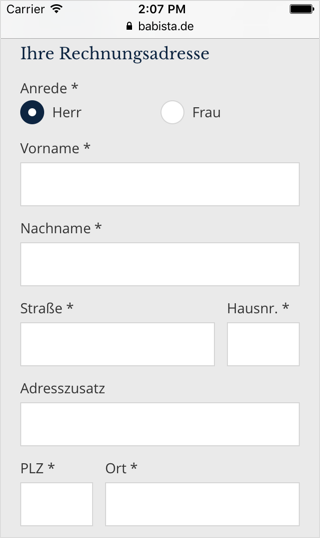 Carrier 2:07 PM
babista.de
Ihre Rechnungsadresse
Anrede *
Herr Frau
Vorname *
Nachname *
Straße * Hausnr. *
Adresszusatz
PLZ * Ort *